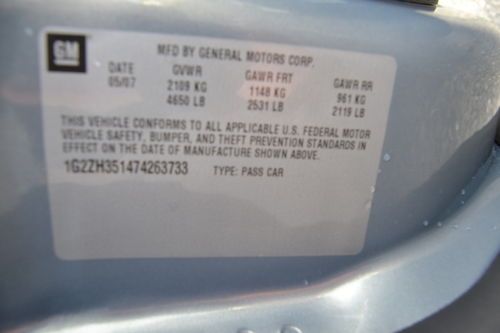 GM
MFD BY GENERAL MOTORS CORP.
DATE GVWR GAWR FRT GAWR RR
05/07 2109 KG 1148 KG 961 KG
4650 LB 2531 LB 2119 LB
THIS VEHICLE CONFORMS TO ALL APPLICABLE U.S. FEDERAL MOTOR
VEHICLE SAFETY, BUMPER, AND THEFT PREVENTION STANDARDS IN
EFFECT ON THE DATE OF MANUFACTURE SHOWN ABOVE.
1G2ZH351474263733 TYPE: PASS CAR